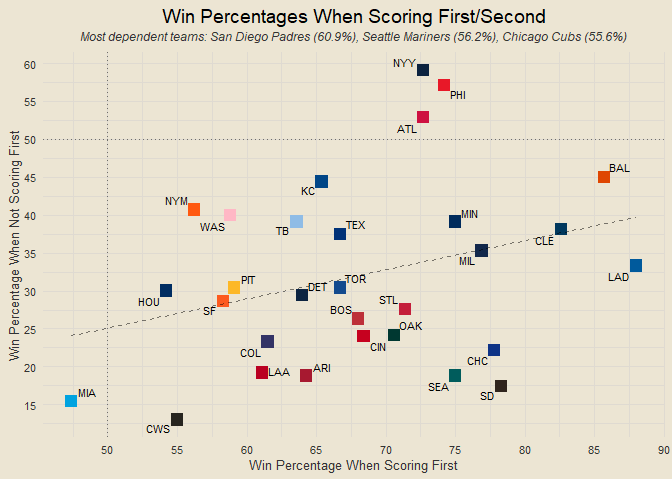 Win Percentages When Scoring First/Second
Most dependent teams: San Diego Padres (60.9%), Seattle Mariners (56.2%), Chicago Cubs (55.6%)
Win Percentage When Not Scoring First
60
55
50
45
40
35
30
25
20
15
NYY
PHI
ATL
BAL
KC
NYM
WAS
TB
TEX
MIN
CLE
MIL
LAD
HOU
PIT
SF
DET
TOR
BOS
STL
OAK
CIN
COL
CHC
LAA
ARI
SEA
SD
MIA
CWS
50
55
60
65
70
75
80
85
90
Win Percentage When Scoring First